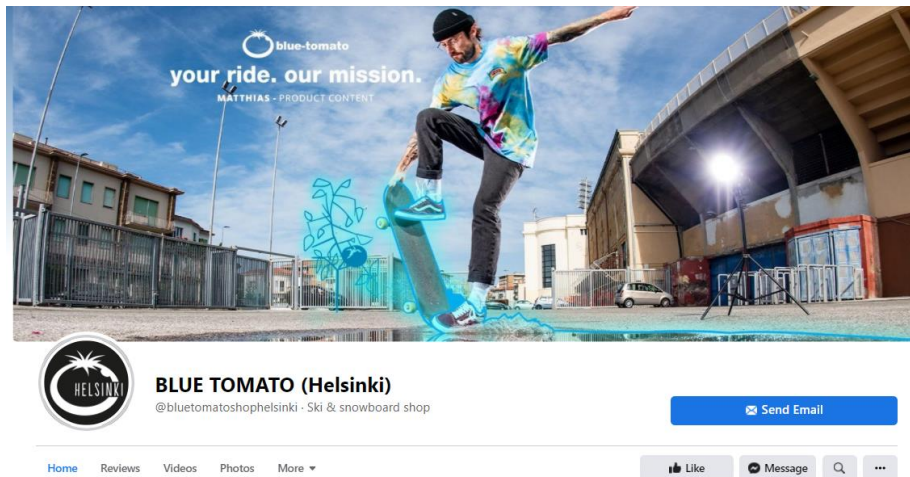 blue-tomato
your ride. our mission.
MATTHIAS - PRODUCT CONTENT
HELSINKI
BLUE TOMATO (Helsinki)
@bluetomatoshophelsinki · Ski & snowboard shop
Send Email
Home Reviews Videos Photos More
Like Message